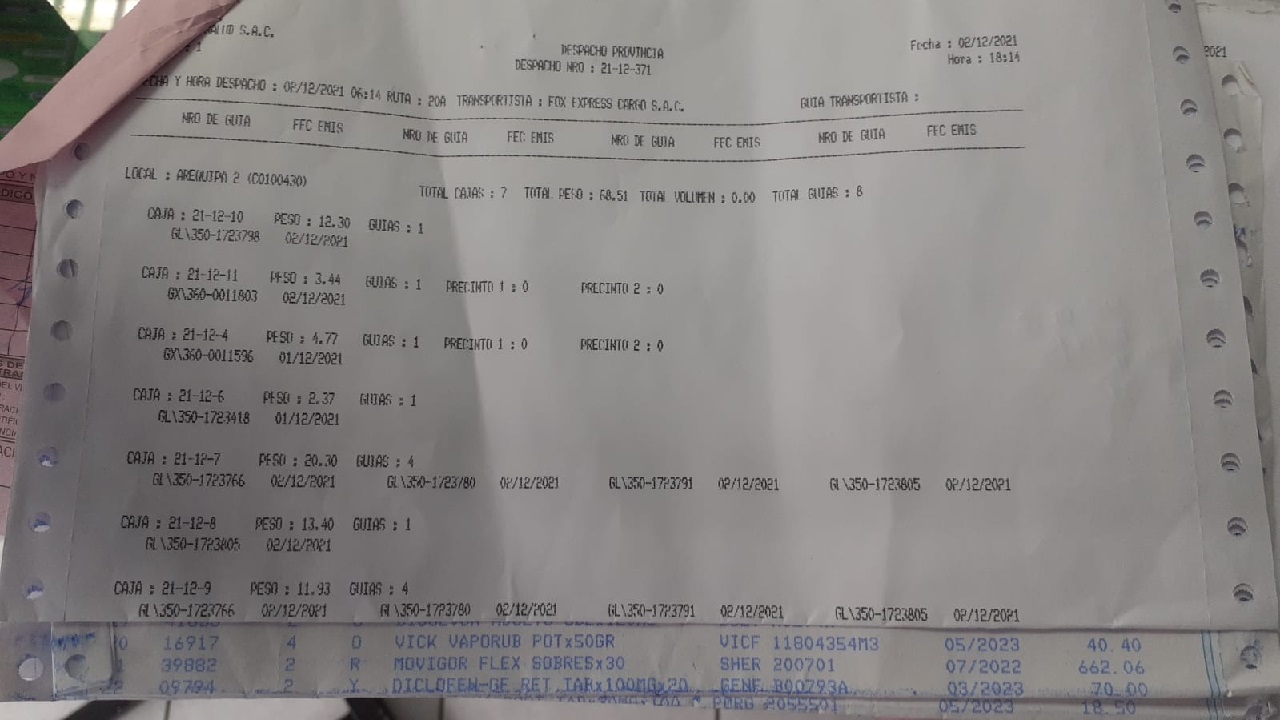 S.A.C.
DESPACHO PROVINCIA
Fecha : 02/12/2021
DESPACHO NRO : 21-12-371
Hora : 18:14
Y HORA DESPACHO : 02/12/2021 06:14 RUTA : 20A TRANSPORTISTA : FOX EXPRESS CARGO S.A.C. GUIA TRANSPORTISTA :
NRO DE GUIA FEC EMIS NRO DE GUIA FEC EMIS NRO DE GUIA FEC EMIS NRO DE GUIA FEC EMIS
LOCAL : AREQUIPA 2 (C0100430)
TOTAL CAJAS : 7 TOTAL PESO : 68.51 TOTAL VOLUMEN : 0.00 TOTAL GUIAS : 8
CAJA : 21-12-10 PESO : 12.30 GUIAS : 1
GL\350-1723798 02/12/2021
CAJA : 21-12-11 PESO : 3.44 GUIAS : 1 PRECINTO 1 : 0 PRECINTO 2 : 0
GX\360-0011803 02/12/2021
CAJA : 21-12-4 PESO : 4.77 GUIAS : 1 PRECINTO 1 : 0 PRECINTO 2 : 0
GX\360-0011596 01/12/2021
CAJA : 21-12-6 PESO : 2.37 GUIAS : 1
GL\350-1723418 01/12/2021
CAJA : 21-12-7 PESO : 20.30 GUIAS : 4
GL\350-1723766 02/12/2021 GL\350-1723780 02/12/2021 GL\350-1723791 02/12/2021 GL\350-1723805 02/12/2021
CAJA : 21-12-8 PESO : 13.40 GUIAS : 1
GL\350-1723805 02/12/2021
CAJA : 21-12-9 PESO : 11.93 GUIAS : 4
GL\350-1723766 02/12/2021 GL\350-1723780 02/12/2021 GL\350-1723791 02/12/2021 GL\350-1723805 02/12/2021
16917 4 O VICK VAPORUB POTx50GR VICF 11804354M3 05/2023 40.40
39882 2 R MOVIGOR FLEX SOBRESx30 SHER 200701 07/2022 662.06
09794 2 Y DICLOFEN-GE RET TABx100MGx20 GENF B00793A 03/2023 70.00
05/2023 18.50
2021